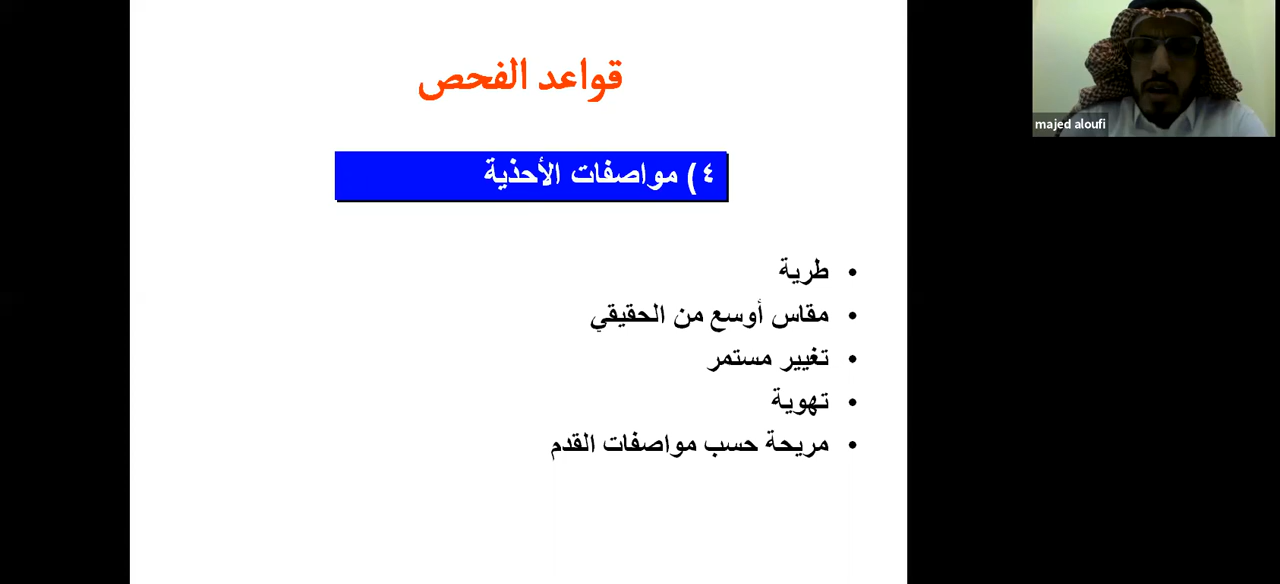 قواعد الفحص
٤) مواصفات الأحذية
• طرية
• مقاس أوسع من الحقيقي
• تغيير مستمر
• تهوية
• مريحة حسب مواصفات القدم
majed aloufi